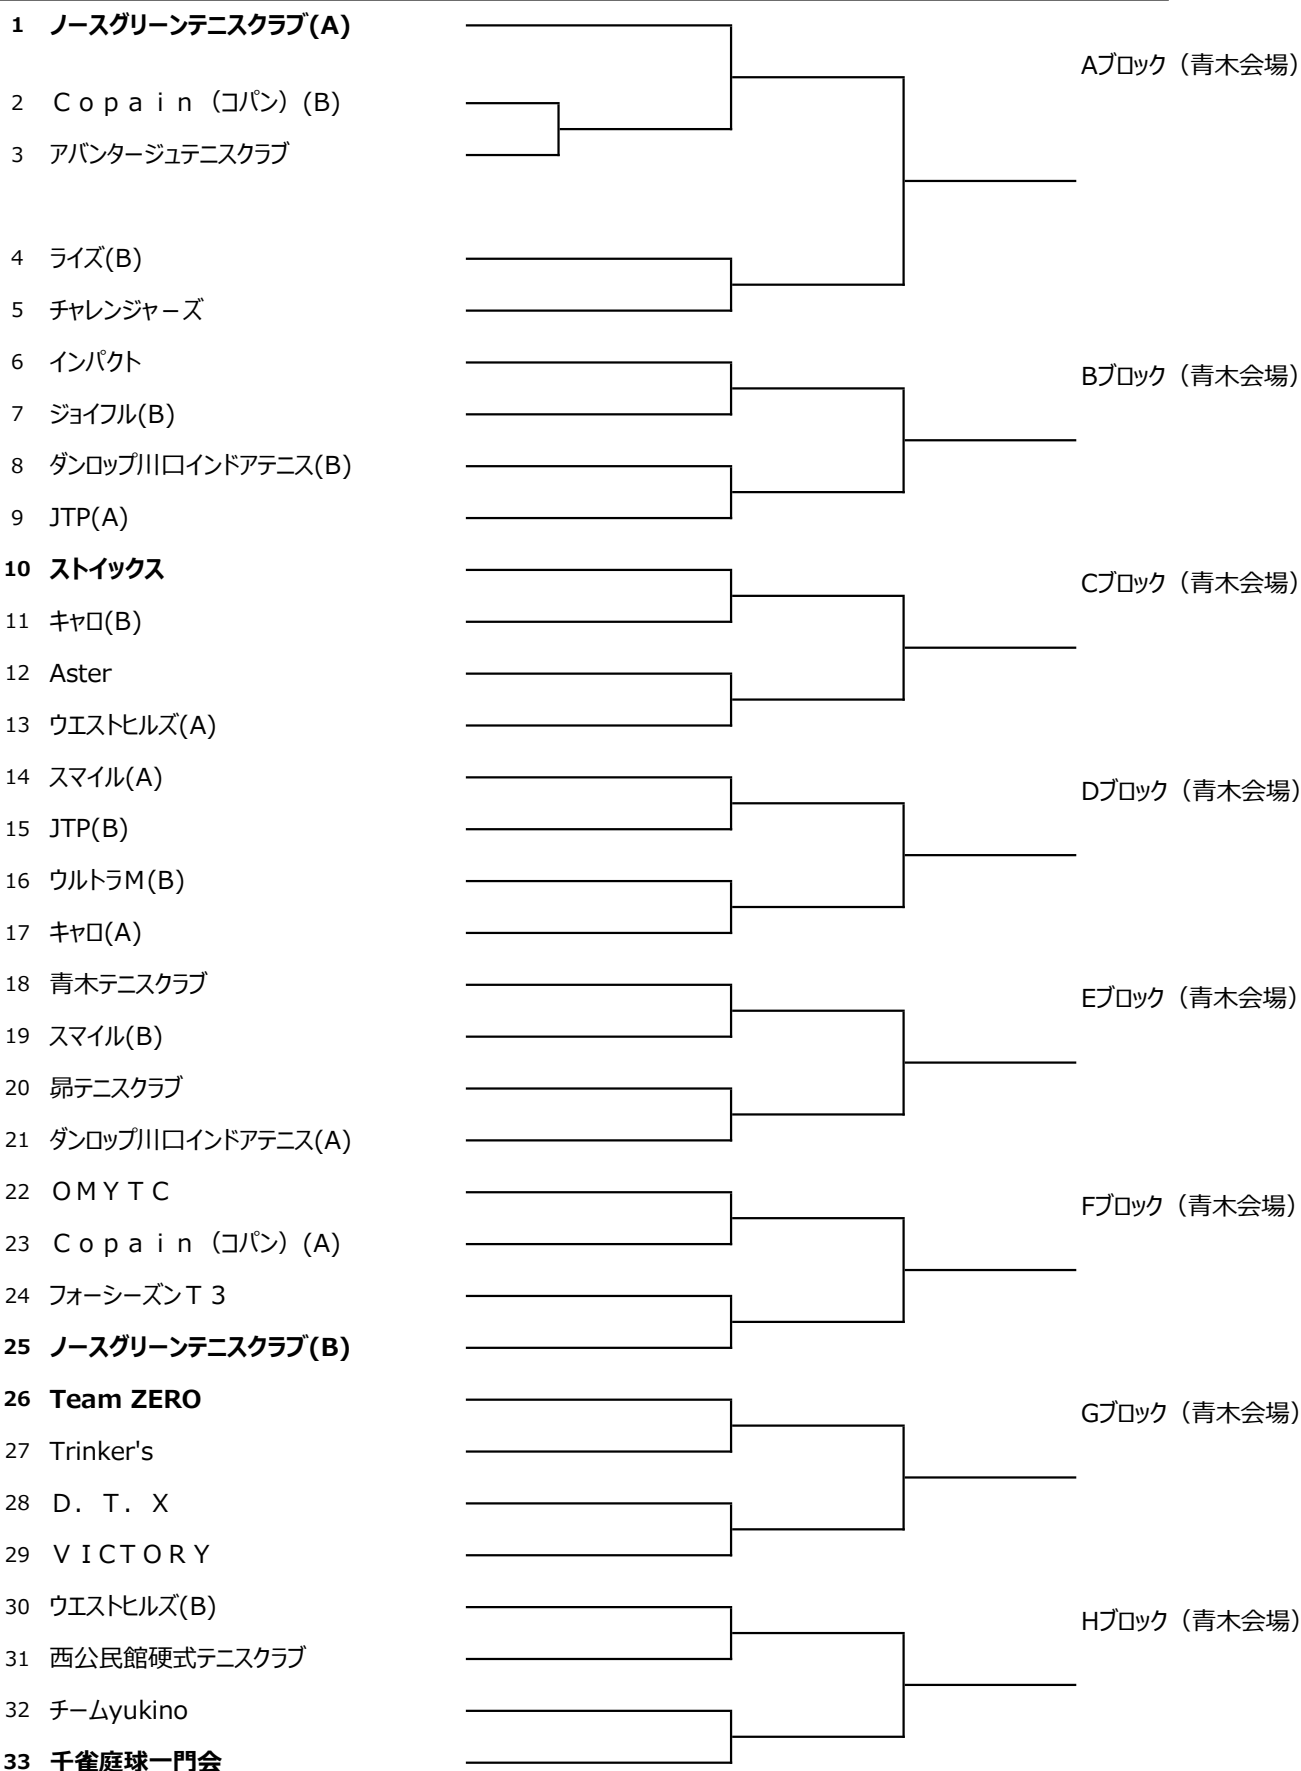 1 ノースグリーンテニスクラブ(A)
Aブロック（青木会場）
2 Ｃｏｐａｉｎ（コパン）(B)
3 アバンタージュテニスクラブ
4 ライズ(B)
5 チャレンジャ－ズ
6 インパクト
Bブロック（青木会場）
7 ジョイフル(B)
8 ダンロップ川口インドアテニス(B)
9 JTP(A)
10 ストイックス
Cブロック（青木会場）
11 キャロ(B)
12 Aster
13 ウエストヒルズ(A)
14 スマイル(A)
Dブロック（青木会場）
15 JTP(B)
16 ウルトラＭ(B)
17 キャロ(A)
18 青木テニスクラブ
Eブロック（青木会場）
19 スマイル(B)
20 昴テニスクラブ
21 ダンロップ川口インドアテニス(A)
22 ＯＭＹＴＣ
Fブロック（青木会場）
23 Ｃｏｐａｉｎ（コパン）(A)
24 フォーシーズンＴ３
25 ノースグリーンテニスクラブ(B)
26 Team ZERO
Gブロック（青木会場）
27 Trinker's
28 Ｄ．Ｔ．Ｘ
29 ＶＩＣＴＯＲＹ
30 ウエストヒルズ(B)
Hブロック（青木会場）
31 西公民館硬式テニスクラブ
32 チームyukino
33 千雀庭球一門会